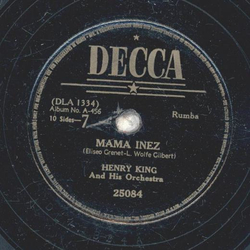 DECCA
(DLA 1334)
Album No. A-456
10 Sides—7
Rumba
MAMA INEZ
(Eliseo Grenet-L. Wolfe Gilbert)
HENRY KING
And His Orchestra
25084